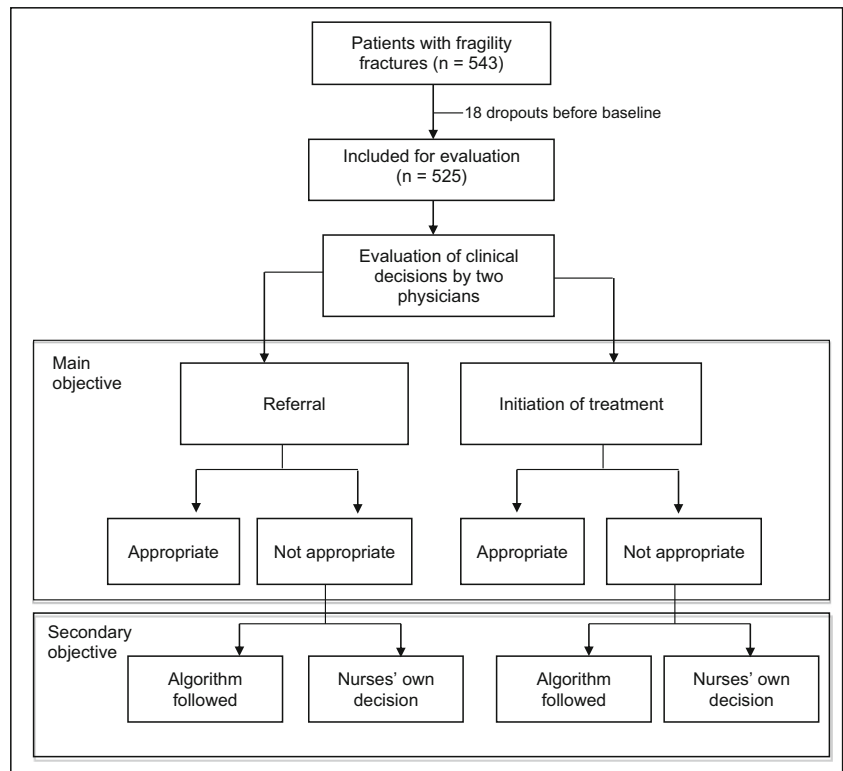 Patients with fragility
fractures (n = 543)
18 dropouts before baseline
Included for evaluation
(n = 525)
Evaluation of clinical
decisions by two
physicians
Main
objective
Referral
Initiation of treatment
Appropriate
Not appropriate
Appropriate
Not appropriate
Secondary
objective
Algorithm
followed
Nurses’ own
decision
Algorithm
followed
Nurses’ own
decision